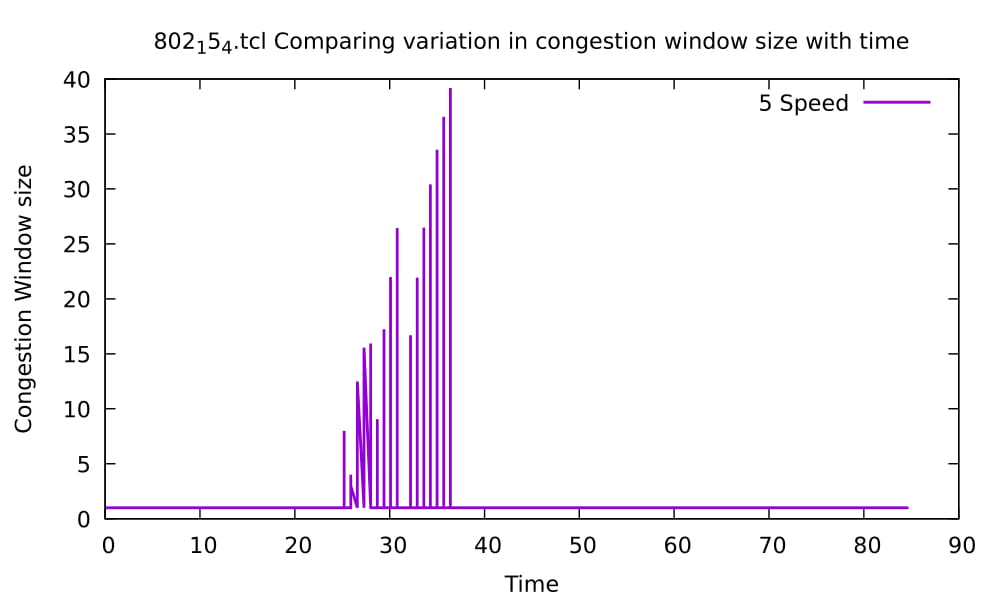 802₁5₄.tcl Comparing variation in congestion window size with time
40
35
30
25
20
15
10
5
0
5 Speed
Congestion Window size
0 10 20 30 40 50 60 70 80 90
Time